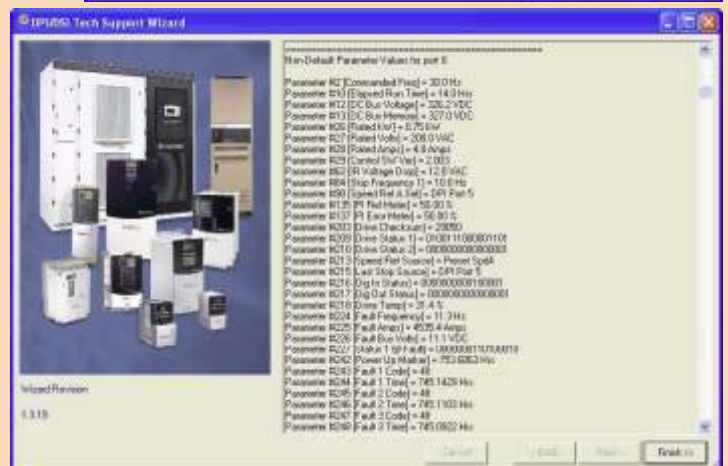 DPI/DSI Tech Support Wizard
Non-Default Parameter Values for port 0
Parameter #2 [Commanded Freq] = 30.0 Hz
Parameter #10 [Elapsed Run Time] = 14.0 Hrs
Parameter #12 [DC Bus Voltage] = 326.2 VDC
Parameter #13 [DC Bus Memory] = 327.0 VDC
Parameter #26 [Rated kW] = 0.75 kW
Parameter #27 [Rated Volts] = 208.0 VAC
Parameter #28 [Rated Amps] = 4.8 Amps
Parameter #29 [Control SW Ver] = 2.003
Parameter #62 [IR Voltage Drop] = 12.0 VAC
Parameter #84 [Skip Frequency 1] = 10.0 Hz
Parameter #90 [Speed Ref A Sel] = DPI Port 5
Parameter #135 [PI Ref Meter] = 50.00 %
Parameter #137 [PI Error Meter] = 50.00 %
Parameter #203 [Drive Checksum] =
Parameter #209 [Drive Status 1] =
Parameter #210 [Drive Status 2] =
Parameter #213 [Speed Ref Source] = Preset Spd4
Parameter #215 [Last Stop Source] = DPI Port 5
Parameter #216 [Dig In Status] =
Parameter #217 [Dig Out Status] =
Parameter #218 [Drive Temp] = 31.4 %
Parameter #224 [Fault Frequency] = 11.3 Hz
Parameter #225 [Fault Amps] = 4535.4 Amps
Parameter #226 [Fault Bus Volts] = 11.1 VDC
Parameter #227 [Status 1 @ Fault] =
Parameter #242 [Power Up Marker] = Hrs
Parameter #243 [Fault 1 Code] = 48
Parameter #244 [Fault 1 Time] = 745.1429 Hrs
Parameter #245 [Fault 2 Code] = 48
Parameter #246 [Fault 2 Time] = 745.1103 Hrs
Parameter #247 [Fault 3 Code] = 48
Parameter #248 [Fault 3 Time] = 745.0922 Hrs
Wizard Revision
1.3.19
Cancel
< Back
Next >
Finish >>